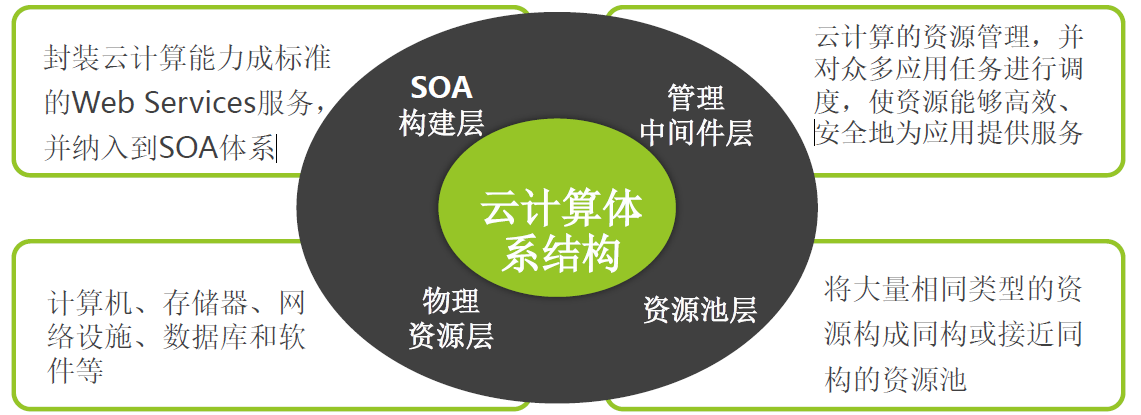 封装云计算能力成标准
的Web Services服务，
并纳入到SOA体系
SOA
构建层
管理
中间件层
云计算的资源管理，并
对众多应用任务进行调
度，使资源能够高效、
安全地为应用提供服务
云计算体
系结构
计算机、存储器、网
络设施、数据库和软
件等
物理
资源层
资源池层
将大量相同类型的资
源构成同构或接近同
构的资源池